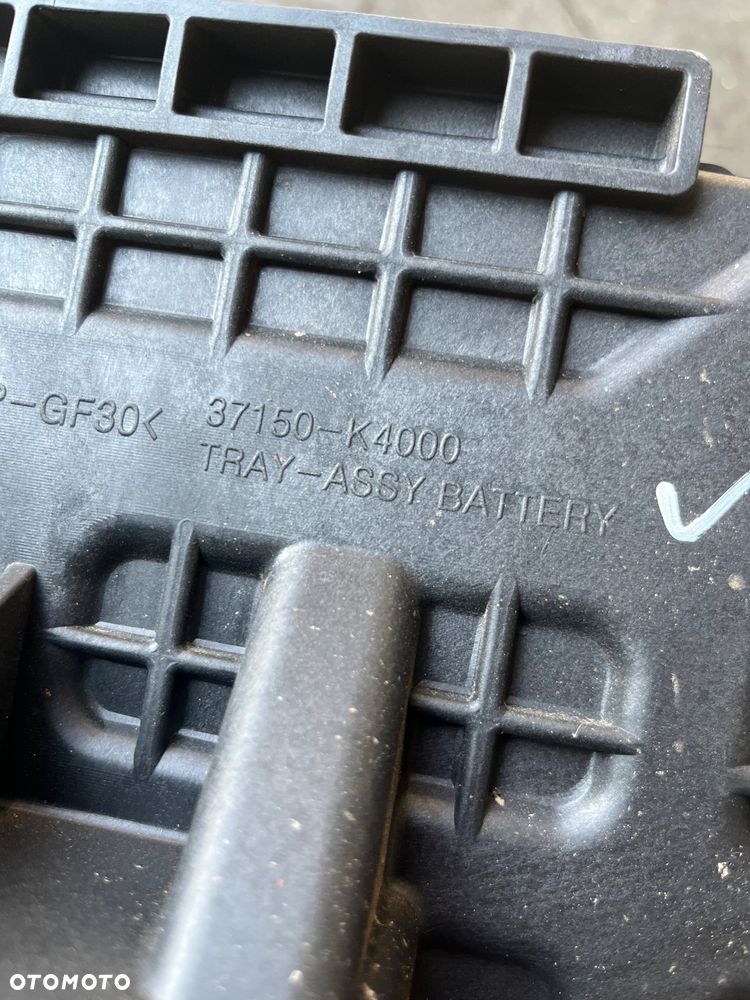 -GF30< 37150-K4000
TRAY-ASSY BATTERY
OTOMOTO